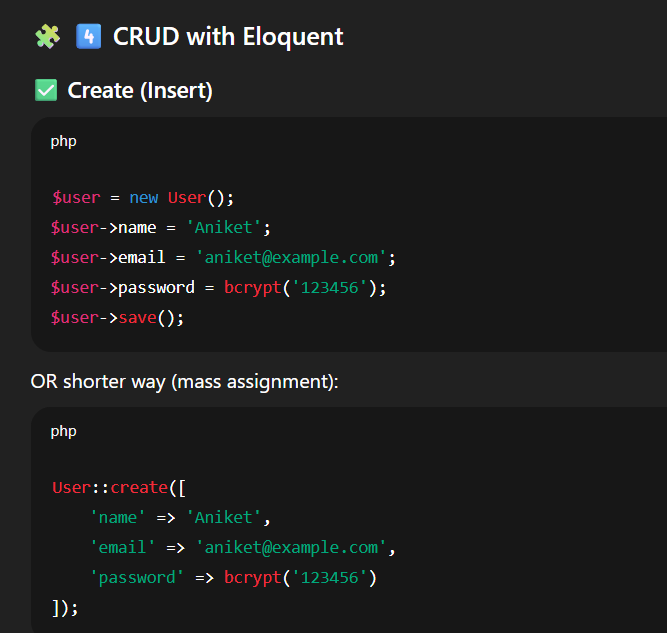 🧩 4️⃣ CRUD with Eloquent
✅ Create (Insert)
php
$user = new User();
$user->name = 'Aniket';
$user->email = 'aniket@example.com';
$user->password = bcrypt('123456');
$user->save();
OR shorter way (mass assignment):
php
User::create([
    'name' => 'Aniket',
    'email' => 'aniket@example.com',
    'password' => bcrypt('123456')
]);